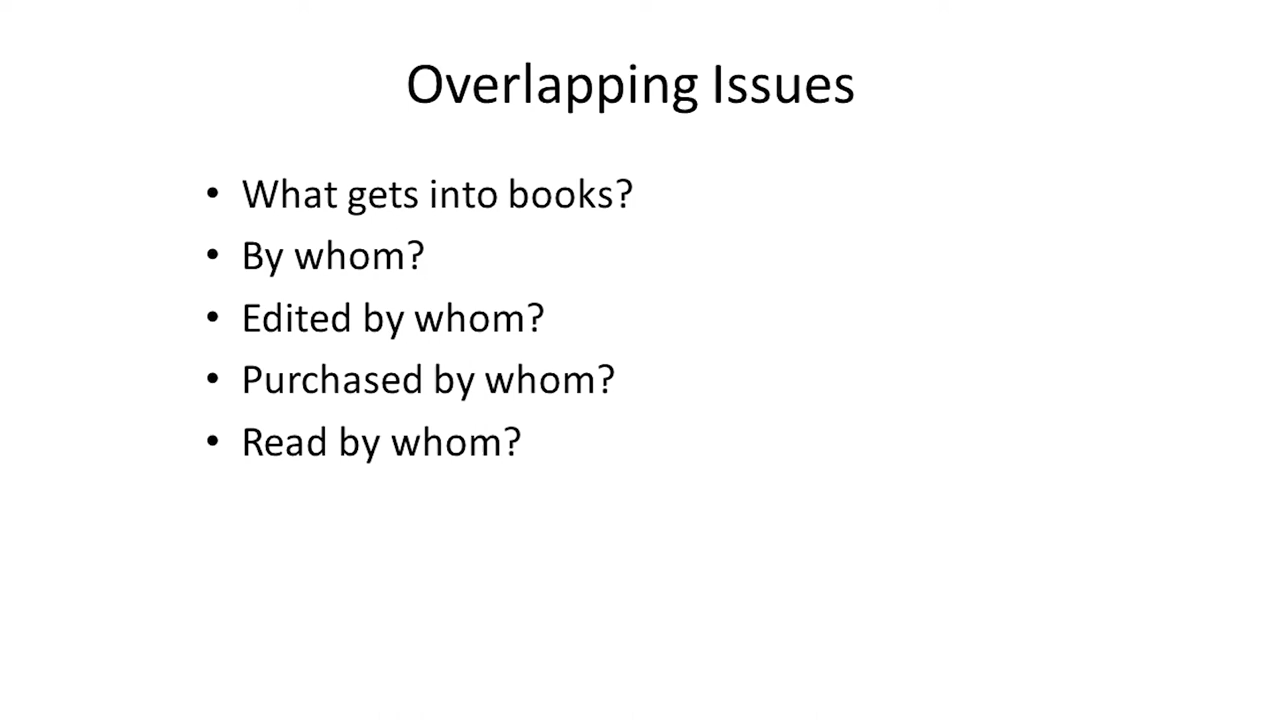 Overlapping Issues
• What gets into books?
• By whom?
• Edited by whom?
• Purchased by whom?
• Read by whom?